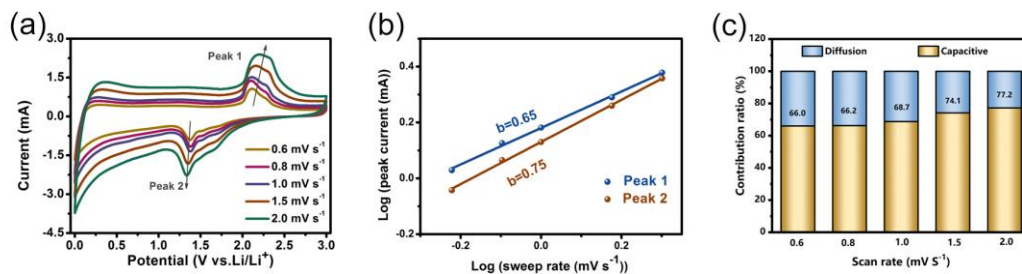 (a)
3.0
1.5
0.0
-1.5
-3.0
-4.5
Current (mA)
Peak 1
Peak 2
0.6 mV s⁻¹
0.8 mV s⁻¹
1.0 mV s⁻¹
1.5 mV s⁻¹
2.0 mV s⁻¹
0.0 0.5 1.0 1.5 2.0 2.5 3.0
Potential (V vs.Li/Li⁺)
(b)
0.4
0.2
0.0
-0.2
Log (peak current (mA))
b=0.65
b=0.75
Peak 1
Peak 2
-0.2 0.0 0.2
Log (sweep rate (mV s⁻¹))
(c)
Diffusion
Capacitive
120
100
80
60
40
20
0
Contribution ratio (%)
66.0 66.2 68.7 74.1 77.2
0.6 0.8 1.0 1.5 2.0
Scan rate (mV S⁻¹)